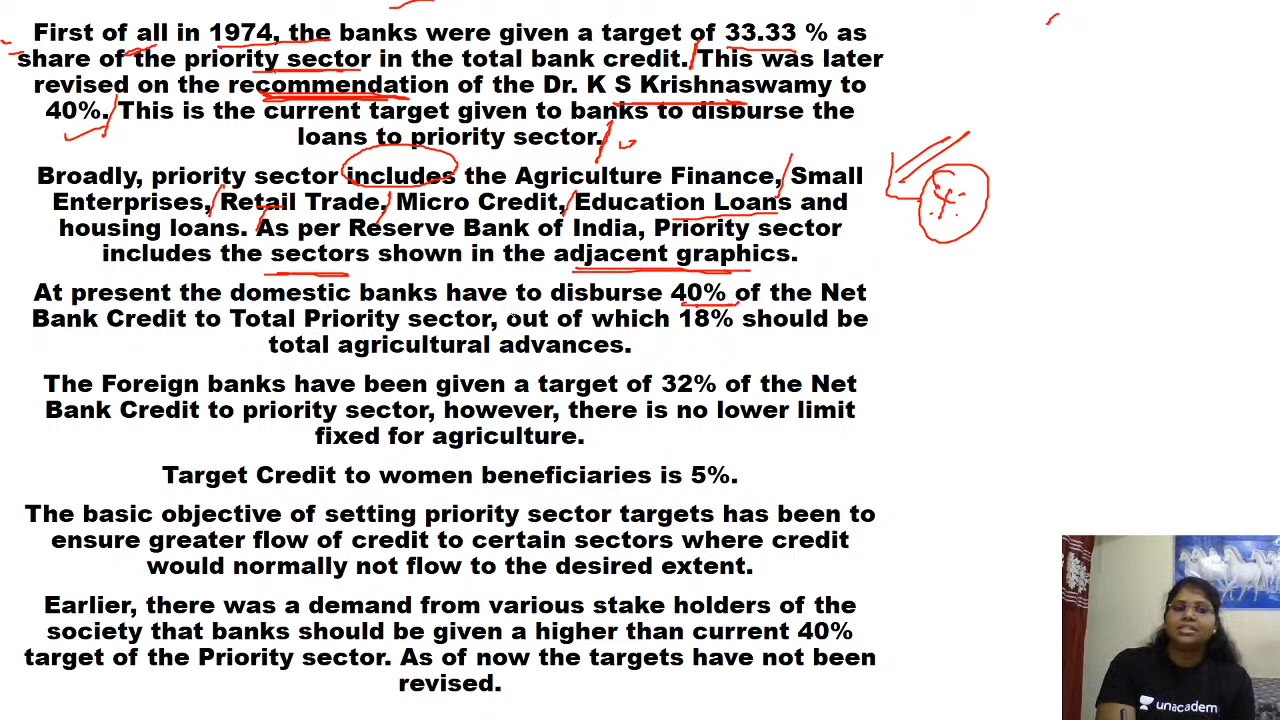 First of all in 1974, the banks were given a target of 33.33 % as
share of the priority sector in the total bank credit. This was later
revised on the recommendation of the Dr. K S Krishnaswamy to
40%. This is the current target given to banks to disburse the
loans to priority sector.
Broadly, priority sector includes the Agriculture Finance, Small
Enterprises, Retail Trade, Micro Credit, Education Loans and
housing loans. As per Reserve Bank of India, Priority sector
includes the sectors shown in the adjacent graphics.
At present the domestic banks have to disburse 40% of the Net
Bank Credit to Total Priority sector, out of which 18% should be
total agricultural advances.
The Foreign banks have been given a target of 32% of the Net
Bank Credit to priority sector, however, there is no lower limit
fixed for agriculture.
Target Credit to women beneficiaries is 5%.
The basic objective of setting priority sector targets has been to
ensure greater flow of credit to certain sectors where credit
would normally not flow to the desired extent.
Earlier, there was a demand from various stake holders of the
society that banks should be given a higher than current 40%
target of the Priority sector. As of now the targets have not been
revised.
unacadem